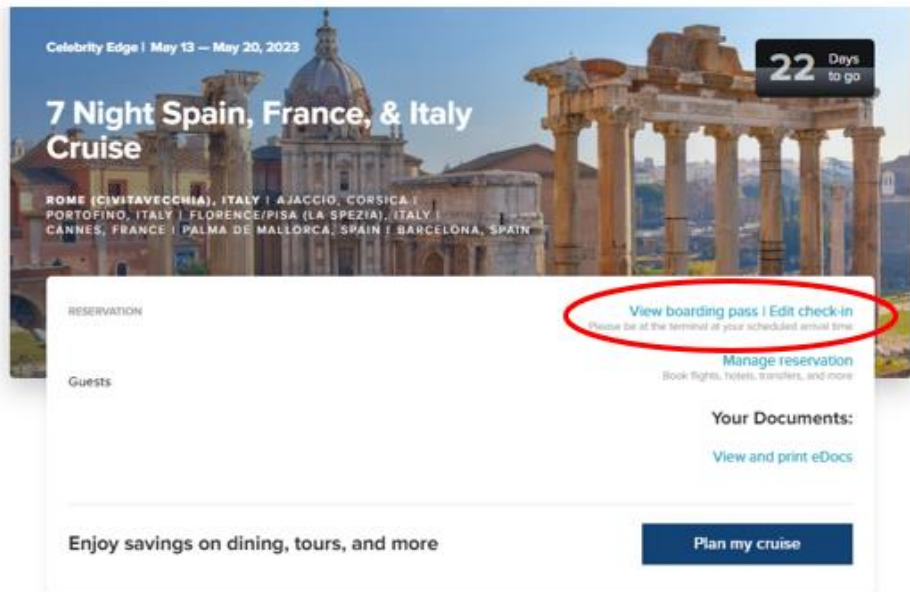 Celebrity Edge | May 13 — May 20, 2023
22 Days to go
7 Night Spain, France, & Italy
Cruise
ROME (CIVITAVECCHIA), ITALY | AJACCIO, CORSICA |
PORTOFINO, ITALY | FLORENCE/PISA (LA SPEZIA), ITALY |
CANNES, FRANCE | PALMA DE MALLORCA, SPAIN | BARCELONA, SPAIN
RESERVATION
View boarding pass | Edit check-in
Please be at the terminal at your scheduled arrival time
Manage reservation
Book flights, hotels, transfers, and more
Guests
Your Documents:
View and print eDocs
Enjoy savings on dining, tours, and more
Plan my cruise